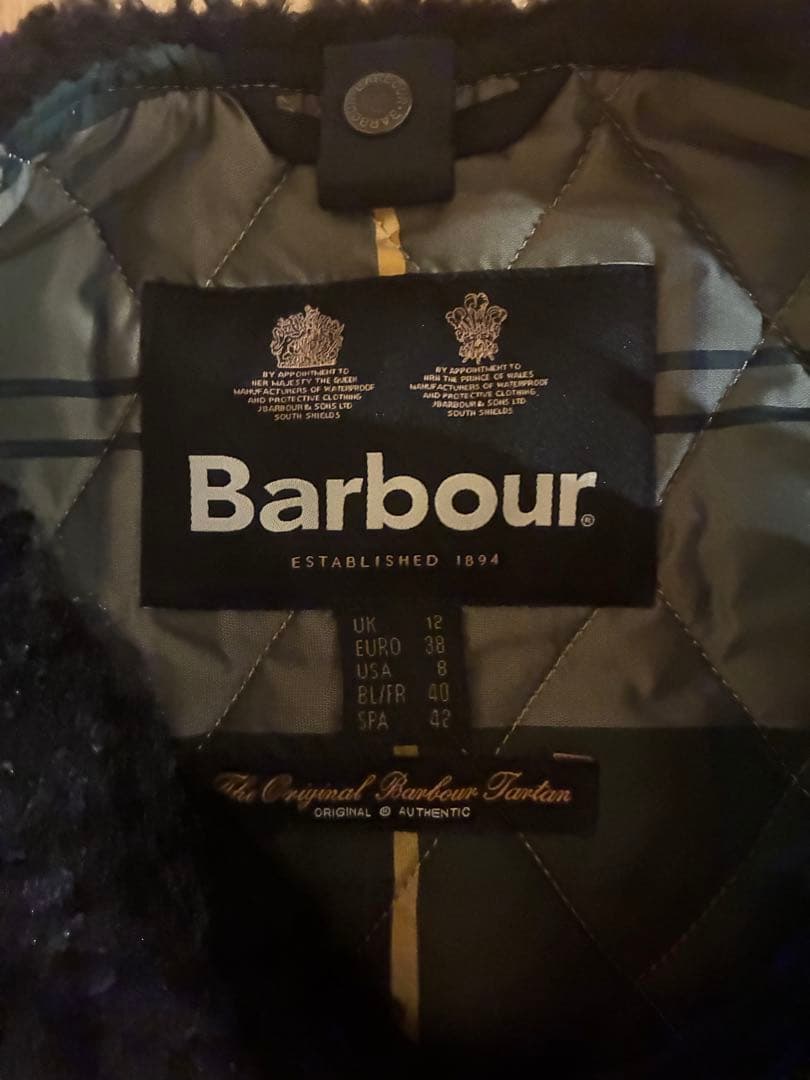 BARBOUR · BARBOUR
BY APPOINTMENT TO
HER MAJESTY THE QUEEN
MANUFACTURERS OF WATERPROOF
AND PROTECTIVE CLOTHING
J BARBOUR & SONS LTD
SOUTH SHIELDS
BY APPOINTMENT TO
HRH THE PRINCE OF WALES
MANUFACTURERS OF WATERPROOF
AND PROTECTIVE CLOTHING
J BARBOUR & SONS LTD
SOUTH SHIELDS
Barbour®
ESTABLISHED 1894
UK 12
EURO 38
USA 8
BL/FR 40
SPA 42
The Original Barbour Tartan
ORIGINAL ® AUTHENTIC